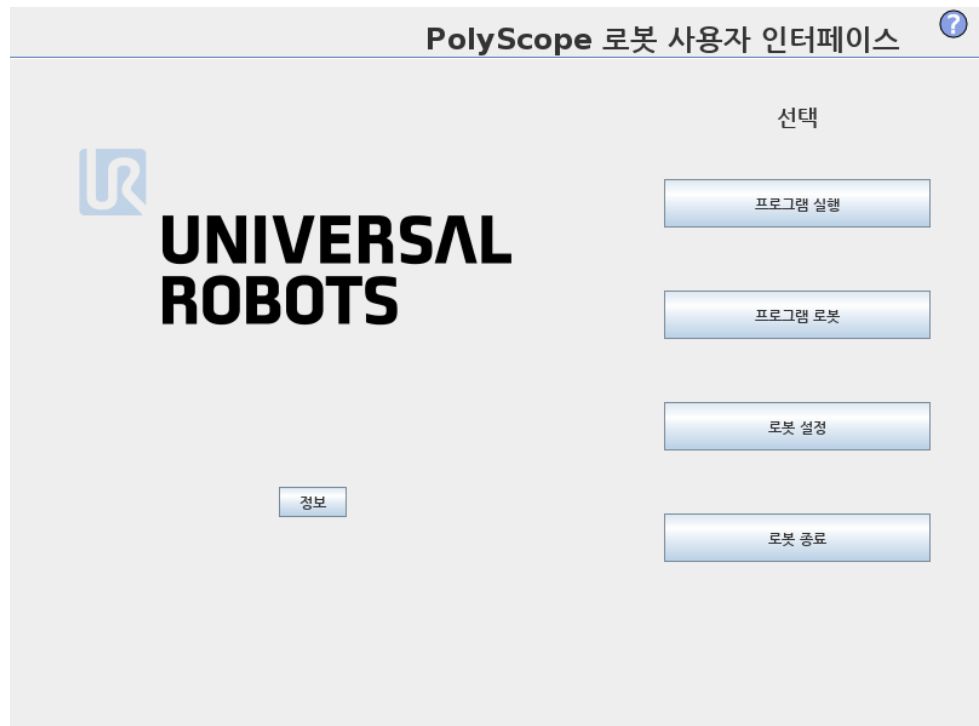 PolyScope 로봇 사용자 인터페이스
?
선택
UR
UNIVERSAL
ROBOTS
프로그램 실행
프로그램 로봇
로봇 설정
정보
로봇 종료